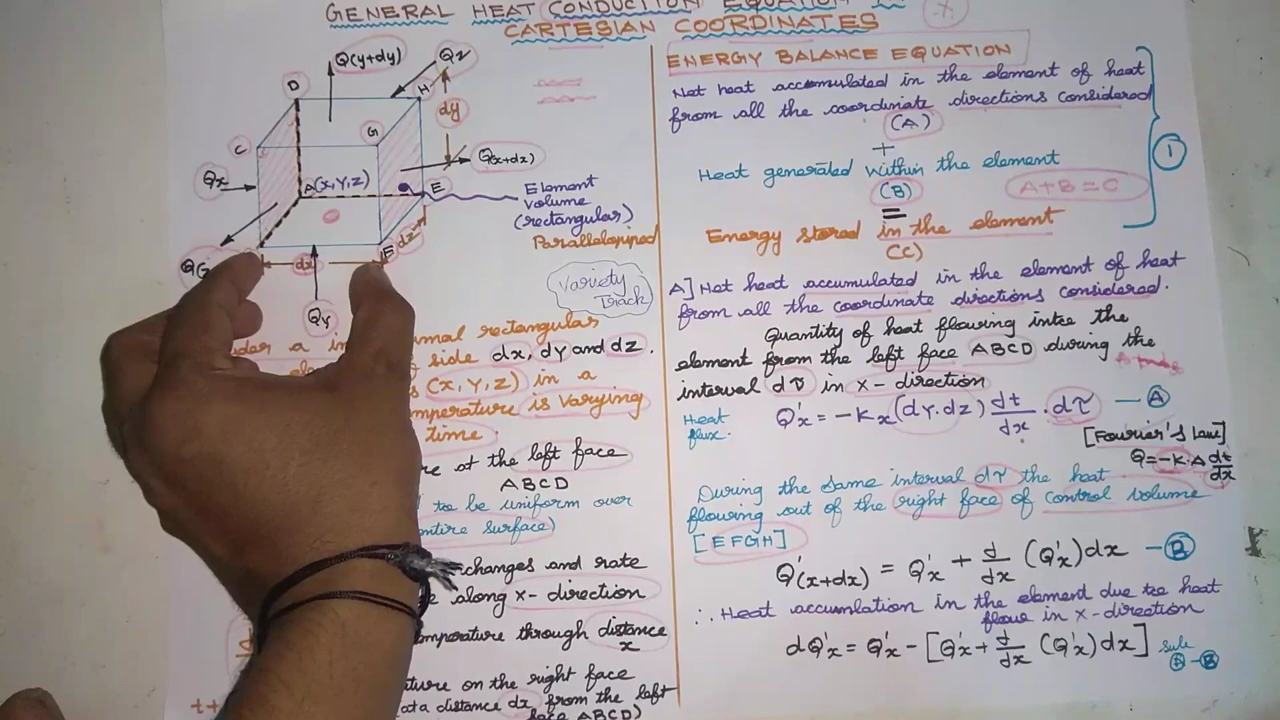 GENERAL HEAT CONDUCTION EQUATION
CARTESIAN COORDINATES
Q(y+dy)
Qz
D
H
dy
G
C
Q(x+dx)
Qx
A(x,Y,z)
E
Element
volume
(rectangular)
Parallelopiped
dz
F
dx
Qy
Variety
Track
rectangular
side dx, dy and dz.
(x, Y, z) in a
is varying
time.
at the left face
ABCD
to be uniform over
entire surface)
changes and rate
along x-direction
through distance
x
on the right face
at a distance dx from the left
face ABCD)
t+
ENERGY BALANCE EQUATION
Net heat accumulated in the element of heat
from all the coordinate directions considered
(A)
+
Heat generated within the element
(B)
A+B=C
=
Energy stored in the element
(C)
1
A] Net heat accumulated in the element of heat
from all the coordinate directions considered.
Quantity of heat flowing intee the
element from the left face ABCD during the
interval dτ in x-direction
Heat
flux.
Q'x = -Kx (dy.dz) dt/dx . dτ — A
[Fourier's Law]
Q = -K.A dt/dx
During the same interval dτ the heat
flowing out of the right face of control volume
[EFGH]
Q'(x+dx) = Q'x + d/dx (Q'x)dx — B
∴ Heat accumlation in the element due toe heat
flow in x-direction
dQ'x = Q'x - [Q'x + d/dx (Q'x) dx]
A-B